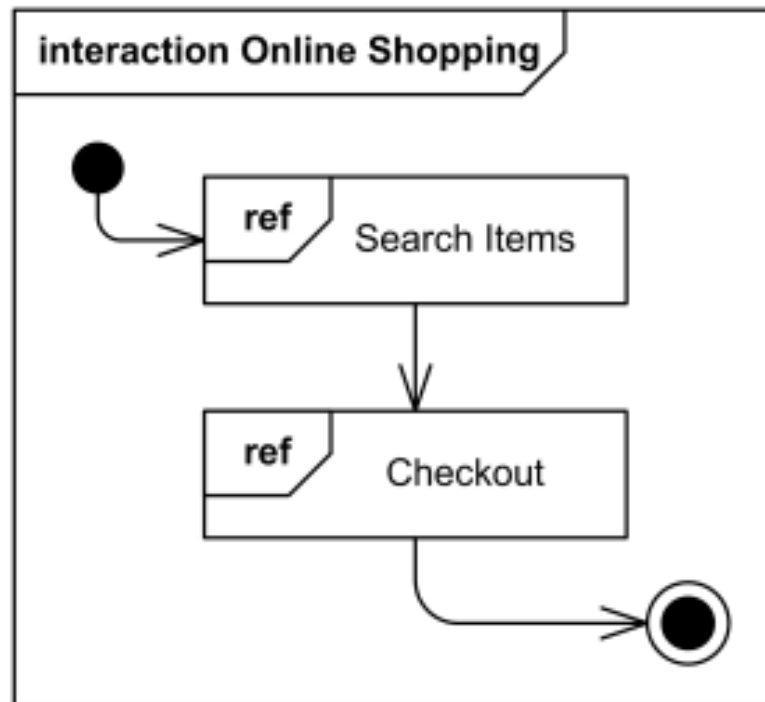 interaction Online Shopping
ref
Search Items
ref
Checkout